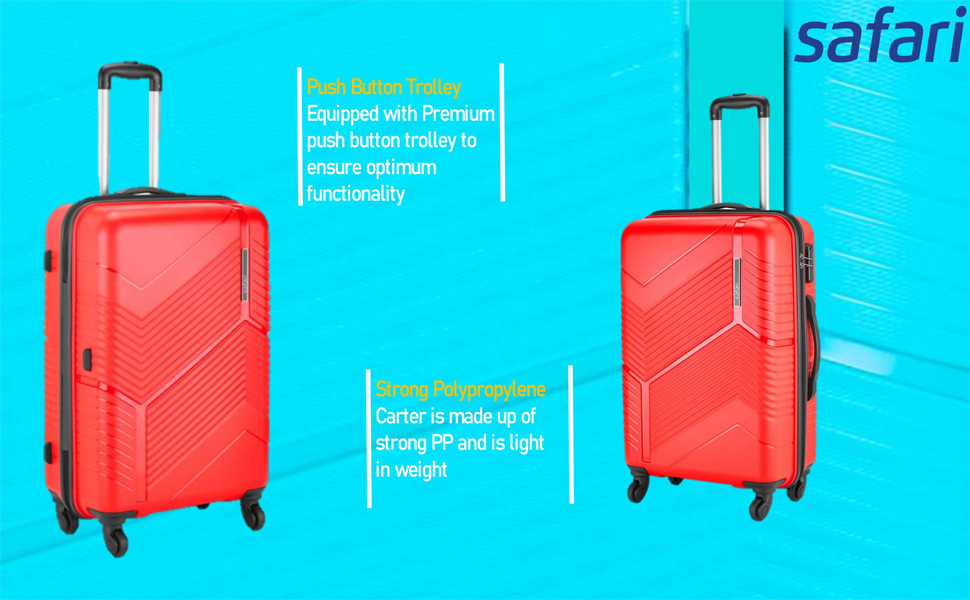 safari
Push Button Trolley
Equipped with Premium
push button trolley to
ensure optimum
functionality
Strong Polypropylene
Carter is made up of
strong PP and is light
in weight